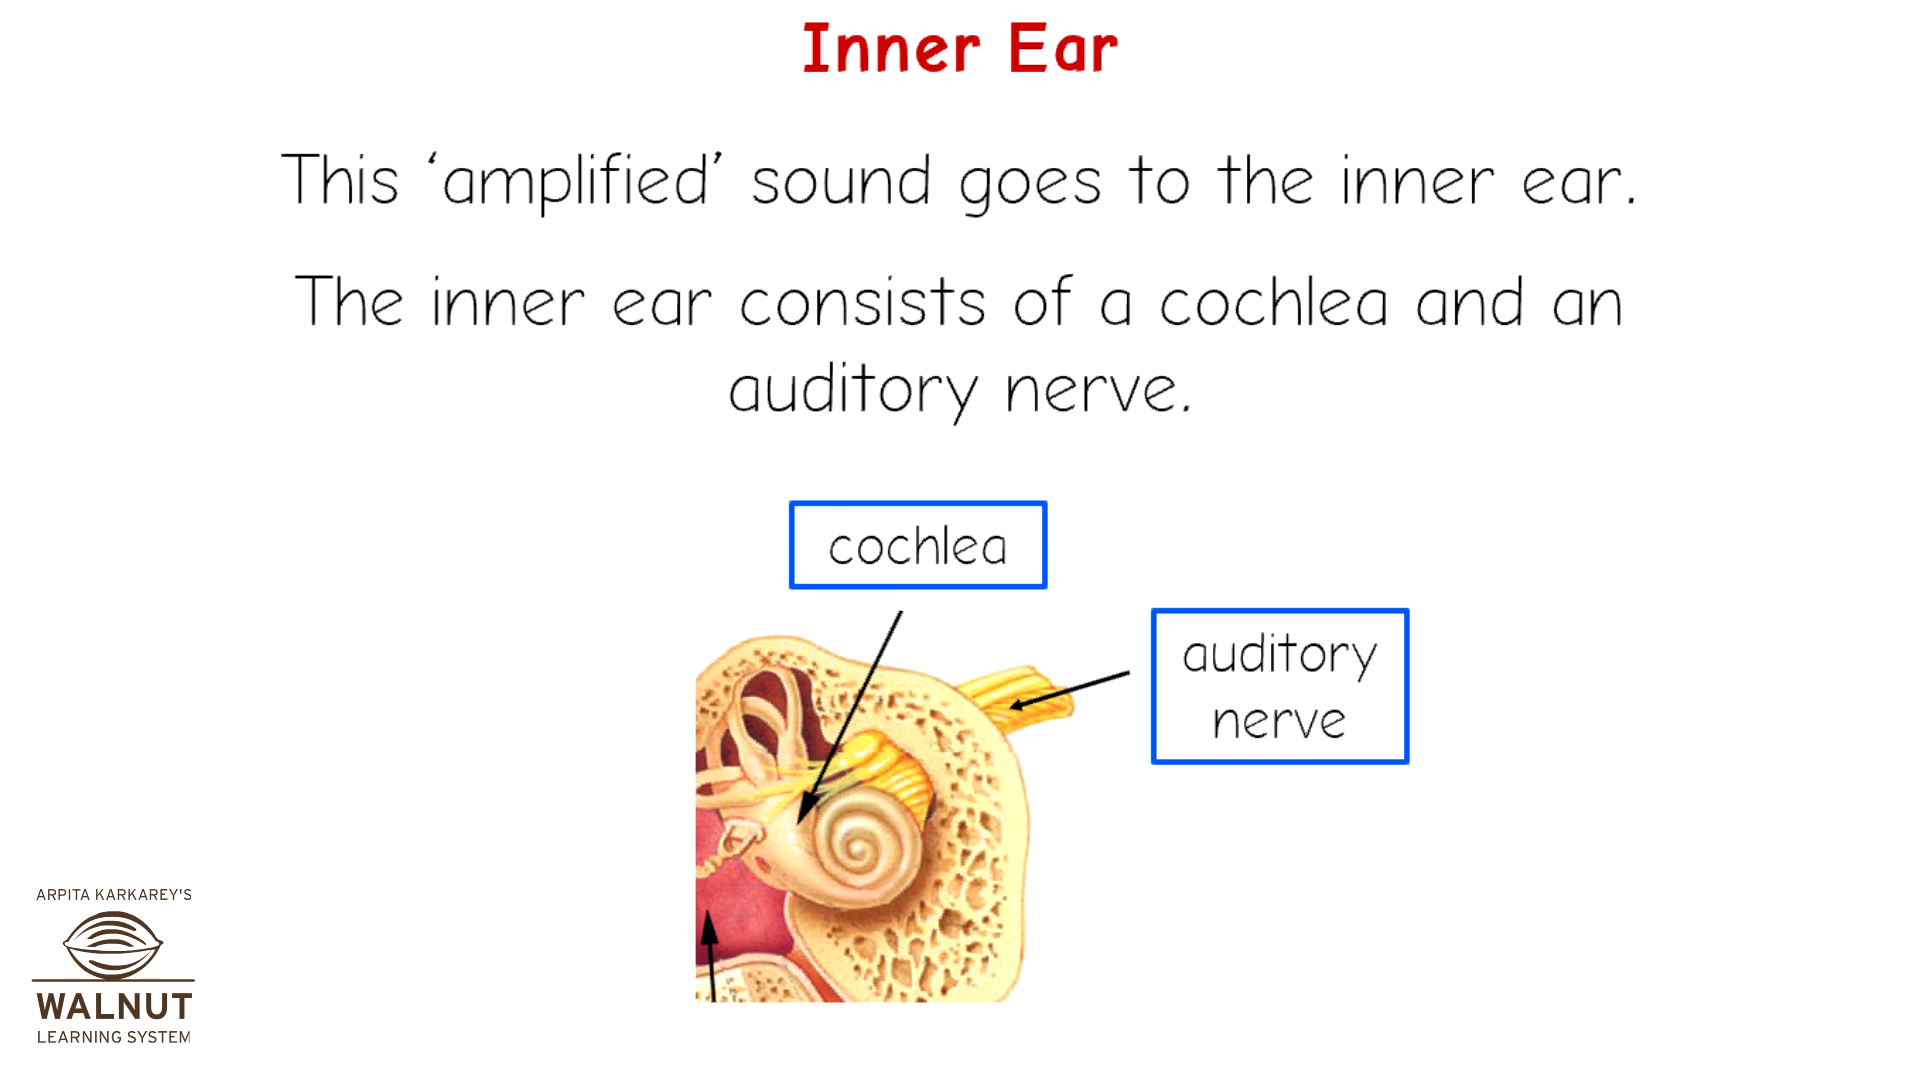 Inner Ear
This ‘amplified’ sound goes to the inner ear.
The inner ear consists of a cochlea and an
auditory nerve.
cochlea
auditory
nerve
ARPITA KARKAREY'S
WALNUT
LEARNING SYSTEM